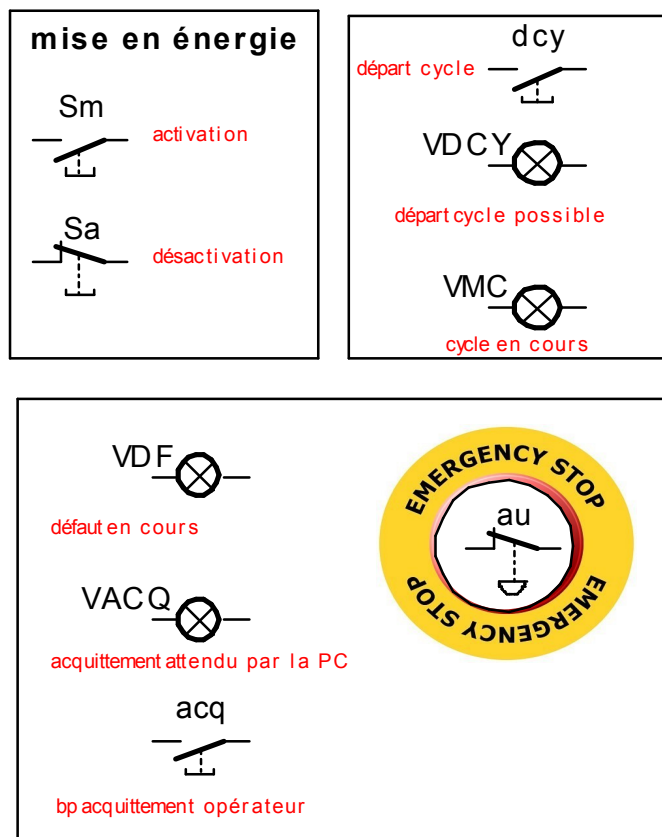 mise en énergie
Sm
activation
Sa
désactivation
dcy
départ cycle
VDCY
départ cycle possible
VMC
cycle en cours
VDF
défaut en cours
VACQ
acquittement attendu par la PC
acq
bp acquittement opérateur
EMERGENCY STOP
au
EMERGENCY STOP